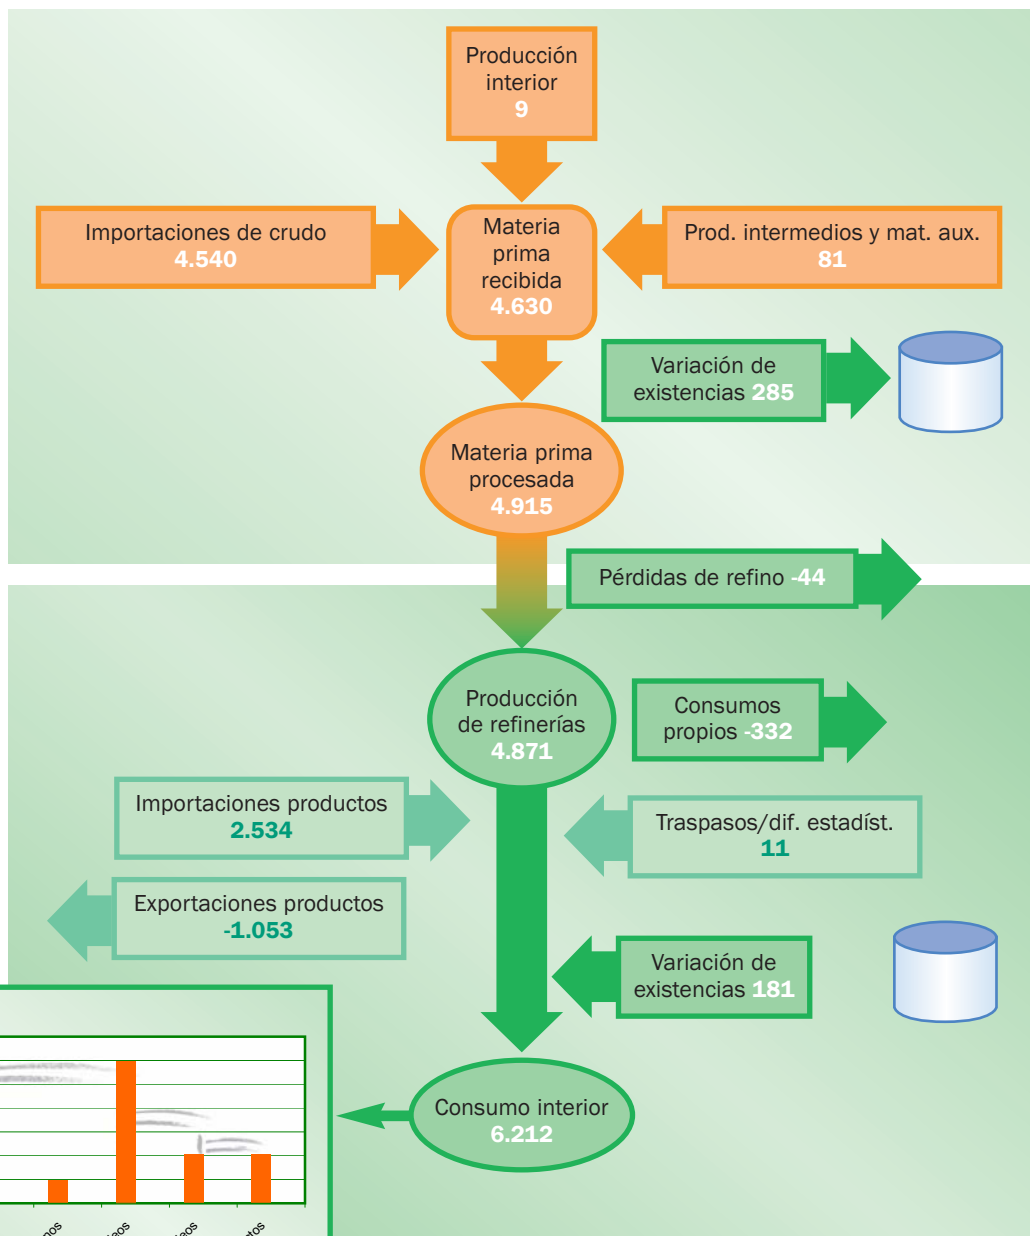 Producción
interior
9
Importaciones de crudo
4.540
Materia
prima
recibida
4.630
Prod. intermedios y mat. aux.
81
Variación de
existencias 285
Materia prima
procesada
4.915
Pérdidas de refino -44
Producción
de refinerías
4.871
Consumos
propios -332
Importaciones productos
2.534
Traspasos/dif. estadíst.
11
Exportaciones productos
-1.053
Variación de
existencias 181
Consumo interior
6.212